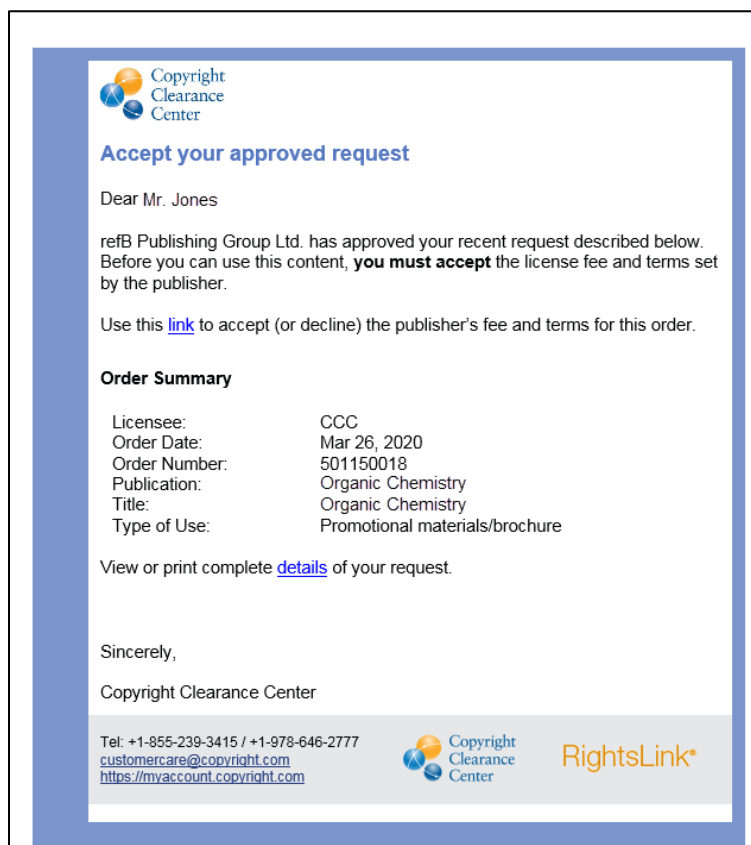 Copyright
Clearance
Center
Accept your approved request
Dear Mr. Jones
refB Publishing Group Ltd. has approved your recent request described below.
Before you can use this content, you must accept the license fee and terms set
by the publisher.
Use this link to accept (or decline) the publisher's fee and terms for this order.
Order Summary
Licensee: CCC
Order Date: Mar 26, 2020
Order Number: 501150018
Publication: Organic Chemistry
Title: Organic Chemistry
Type of Use: Promotional materials/brochure
View or print complete details of your request.
Sincerely,
Copyright Clearance Center
Tel: +1-855-239-3415 / +1-978-646-2777
customercare@copyright.com
https://myaccount.copyright.com
Copyright
Clearance
Center
RightsLink®